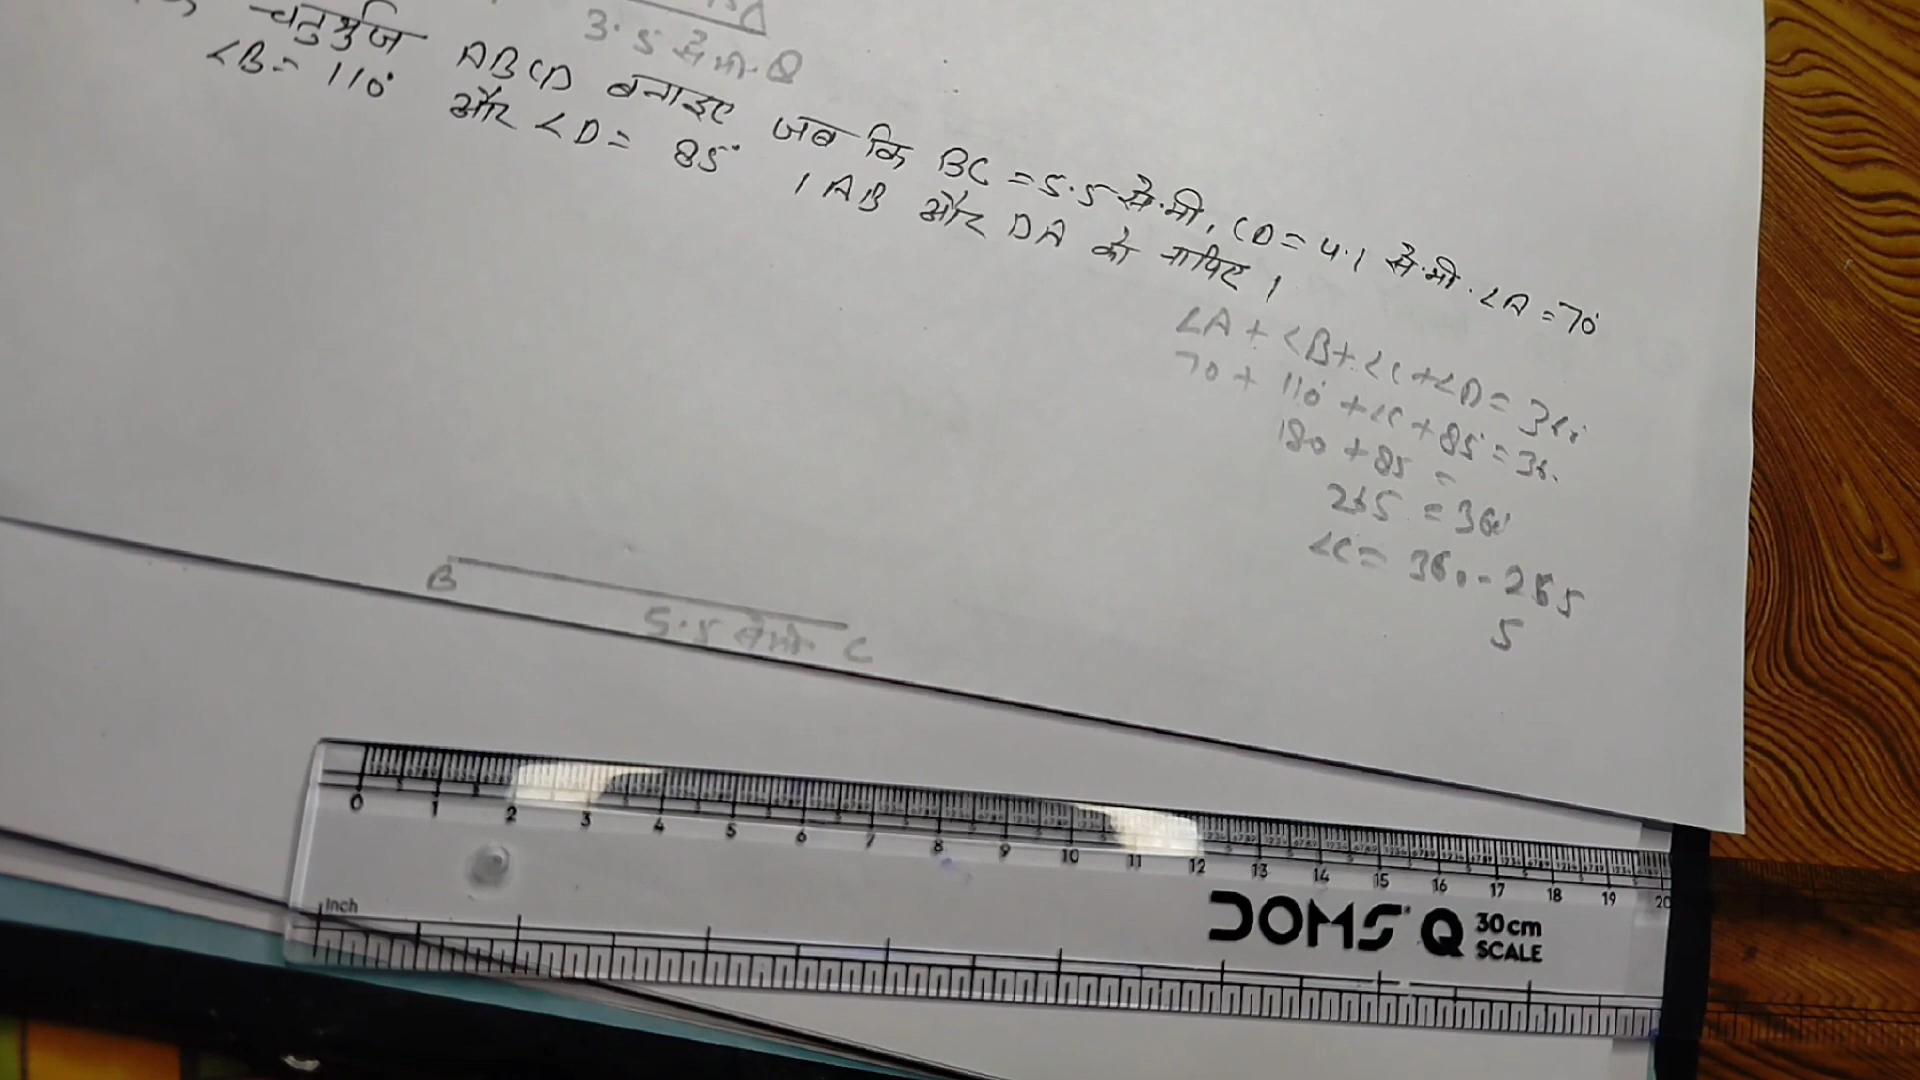 3.5 से.मी. Q
चतुर्भुज ABCD बनाइए जब कि BC = 5.5 से.मी, CD = 4.1 से.मी. <A = 70°
<B = 110° और <D = 85° । AB और DA को नापिए ।
<A + <B + <C + <D = 360
70 + 110° + <C + 85° = 36.
180 + 85 =
265 = 360
<C = 360 - 265
5
B
5.5 से.मी. C
0 1 2 3 4 5 6 7 8 9 10 11 12 13 14 15 16 17 18 19 20
Inch
DOMS Q 30cm
SCALE